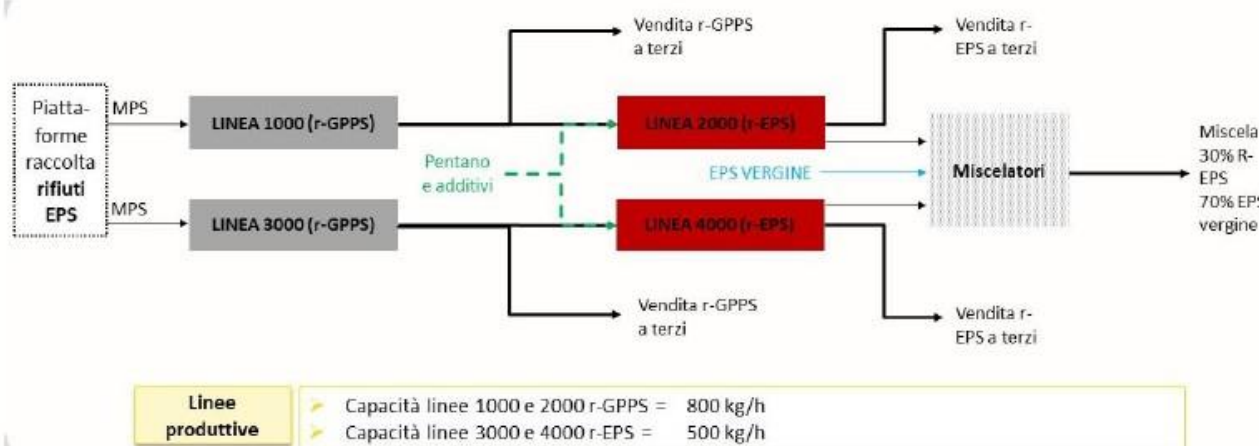 Vendita r-GPPS
a terzi
Vendita r-
EPS a terzi
Piatta-
forme
raccolta
rifiuti
EPS
MPS
MPS
LINEA 1000 (r-GPPS)
LINEA 3000 (r-GPPS)
Pentano
e additivi
LINEA 2000 (r-EPS)
EPS VERGINE
LINEA 4000 (r-EPS)
Miscelatori
Miscela
30% R-
EPS
70% EPS
vergine
Vendita r-GPPS
a terzi
Vendita r-
EPS a terzi
Linee
produttive
Capacità linee 1000 e 2000 r-GPPS = 800 kg/h
Capacità linee 3000 e 4000 r-EPS = 500 kg/h